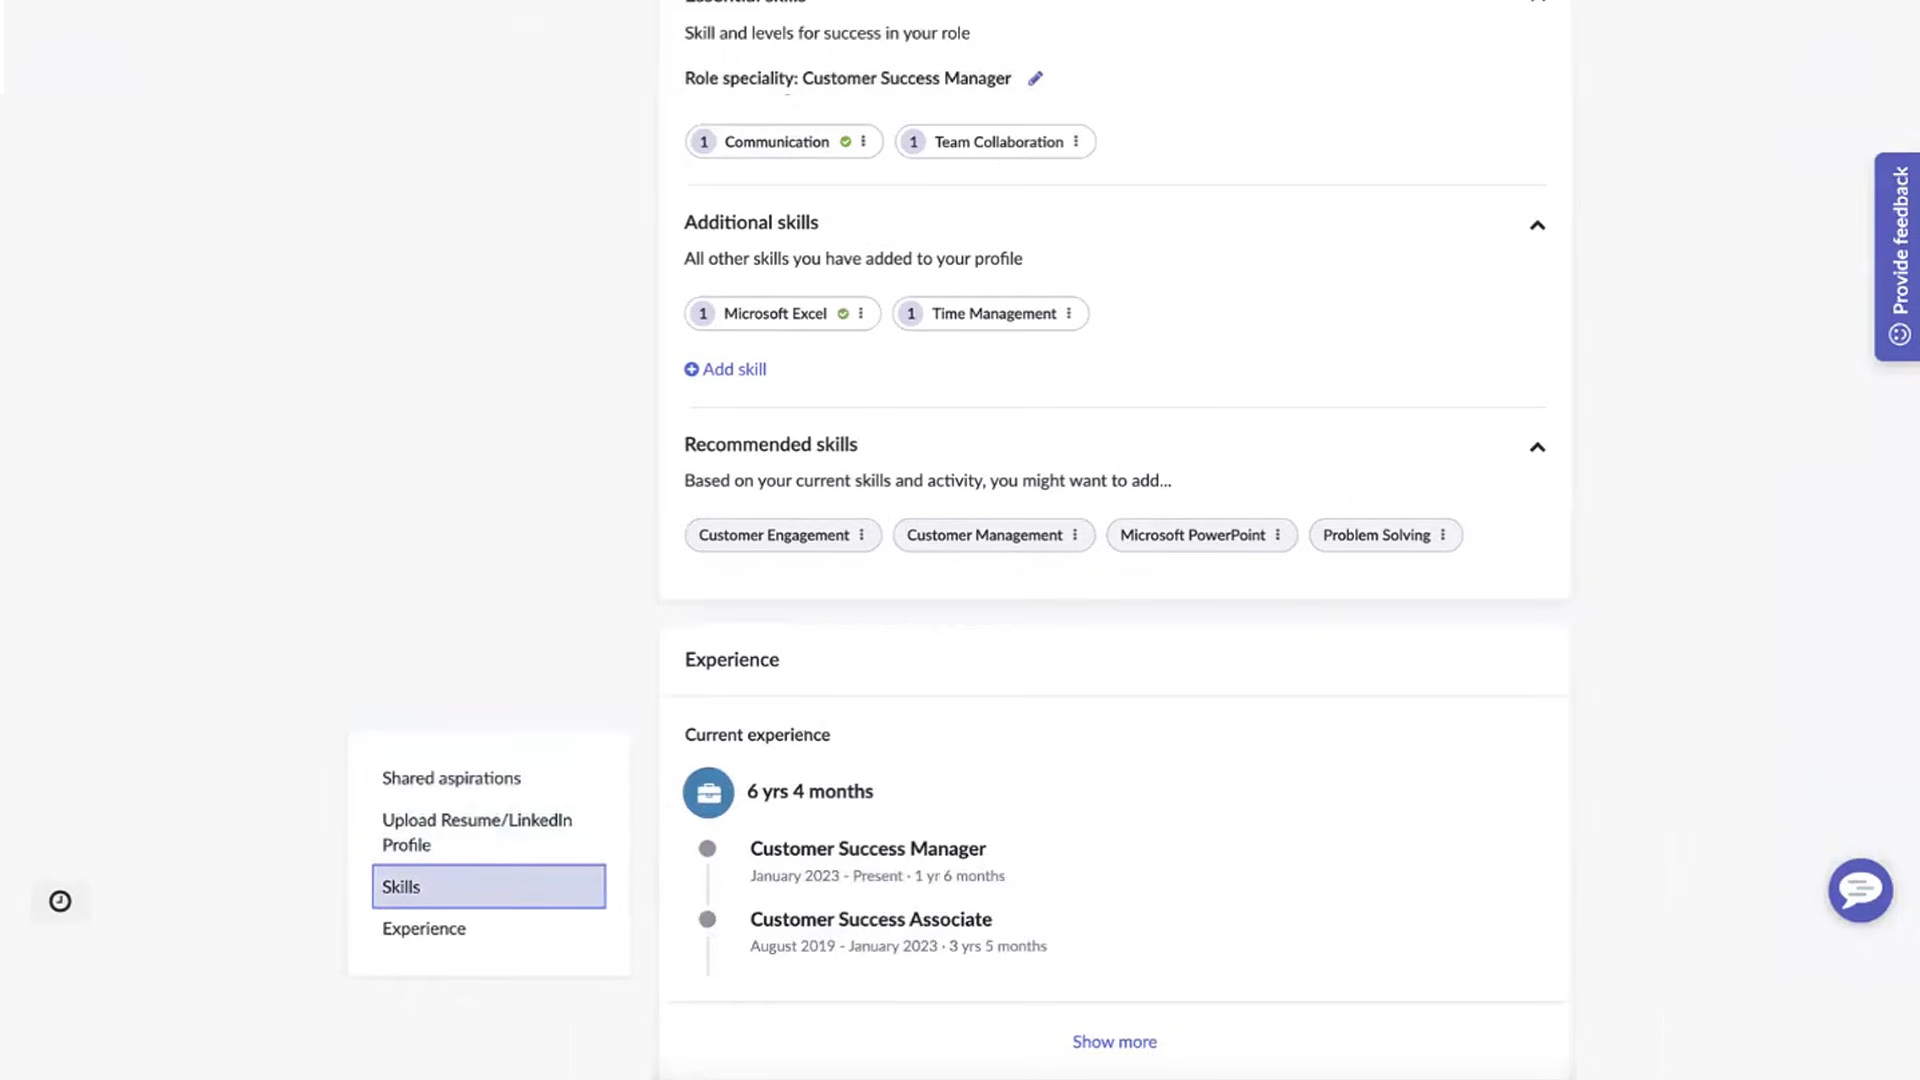 Essential skills
Skill and levels for success in your role
Role speciality: Customer Success Manager
1 Communication
1 Team Collaboration
Additional skills
All other skills you have added to your profile
1 Microsoft Excel
1 Time Management
Add skill
Recommended skills
Based on your current skills and activity, you might want to add...
Customer Engagement
Customer Management
Microsoft PowerPoint
Problem Solving
Experience
Current experience
6 yrs 4 months
Customer Success Manager
January 2023 - Present · 1 yr 6 months
Customer Success Associate
August 2019 - January 2023 · 3 yrs 5 months
Show more
Shared aspirations
Upload Resume/LinkedIn
Profile
Skills
Experience
Provide feedback